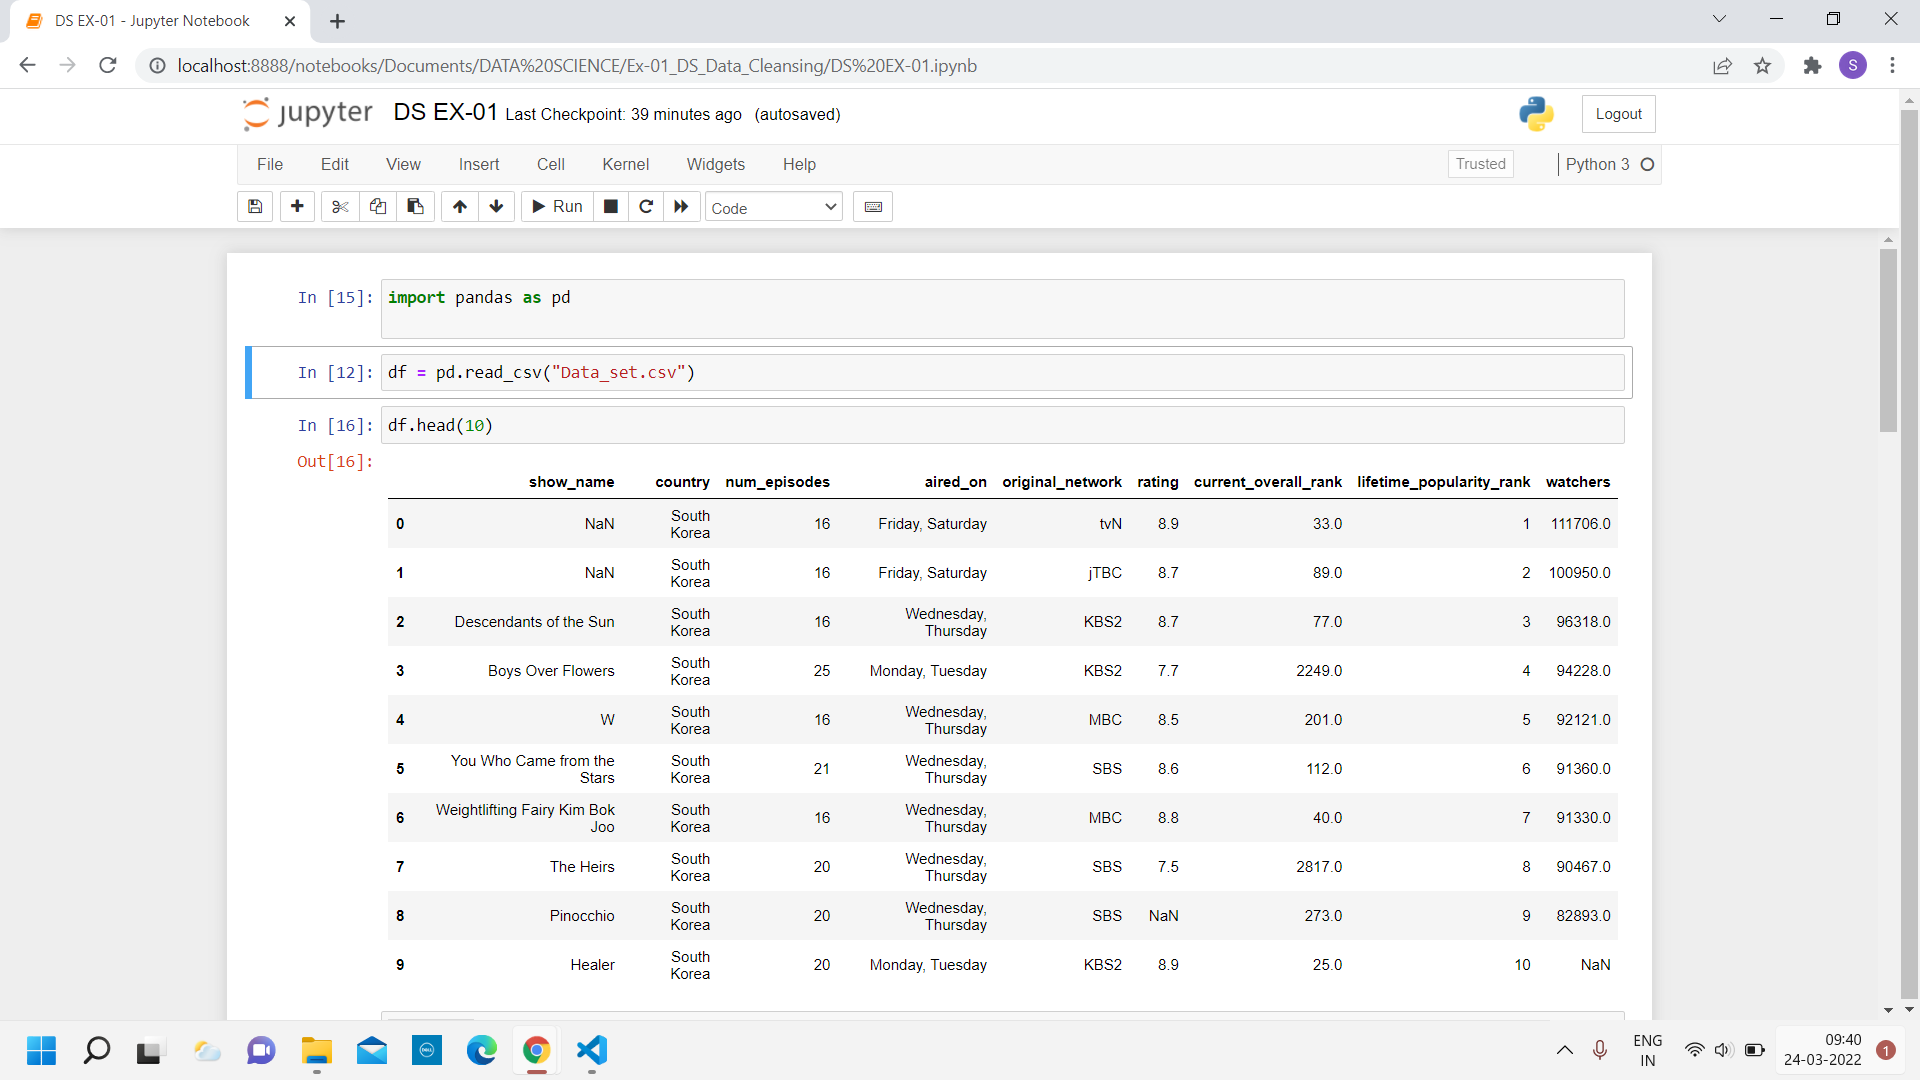 DS EX-01 - Jupyter Notebook
localhost:8888/notebooks/Documents/DATA%20SCIENCE/Ex-01_DS_Data_Cleansing/DS%20EX-01.ipynb
S
jupyter DS EX-01 Last Checkpoint: 39 minutes ago (autosaved)
Logout
File Edit View Insert Cell Kernel Widgets Help
Trusted
Python 3
Run
Code
In [15]: import pandas as pd
In [12]: df = pd.read_csv("Data_set.csv")
In [16]: df.head(10)
Out[16]:
show_name country num_episodes aired_on original_network rating current_overall_rank lifetime_popularity_rank watchers
0 NaN South Korea 16 Friday, Saturday tvN 8.9 33.0 1 111706.0
1 NaN South Korea 16 Friday, Saturday jTBC 8.7 89.0 2 100950.0
2 Descendants of the Sun South Korea 16 Wednesday, Thursday KBS2 8.7 77.0 3 96318.0
3 Boys Over Flowers South Korea 25 Monday, Tuesday KBS2 7.7 2249.0 4 94228.0
4 W South Korea 16 Wednesday, Thursday MBC 8.5 201.0 5 92121.0
5 You Who Came from the Stars South Korea 21 Wednesday, Thursday SBS 8.6 112.0 6 91360.0
6 Weightlifting Fairy Kim Bok Joo South Korea 16 Wednesday, Thursday MBC 8.8 40.0 7 91330.0
7 The Heirs South Korea 20 Wednesday, Thursday SBS 7.5 2817.0 8 90467.0
8 Pinocchio South Korea 20 Wednesday, Thursday SBS NaN 273.0 9 82893.0
9 Healer South Korea 20 Monday, Tuesday KBS2 8.9 25.0 10 NaN
DELL
ENG
IN
09:40
24-03-2022
1